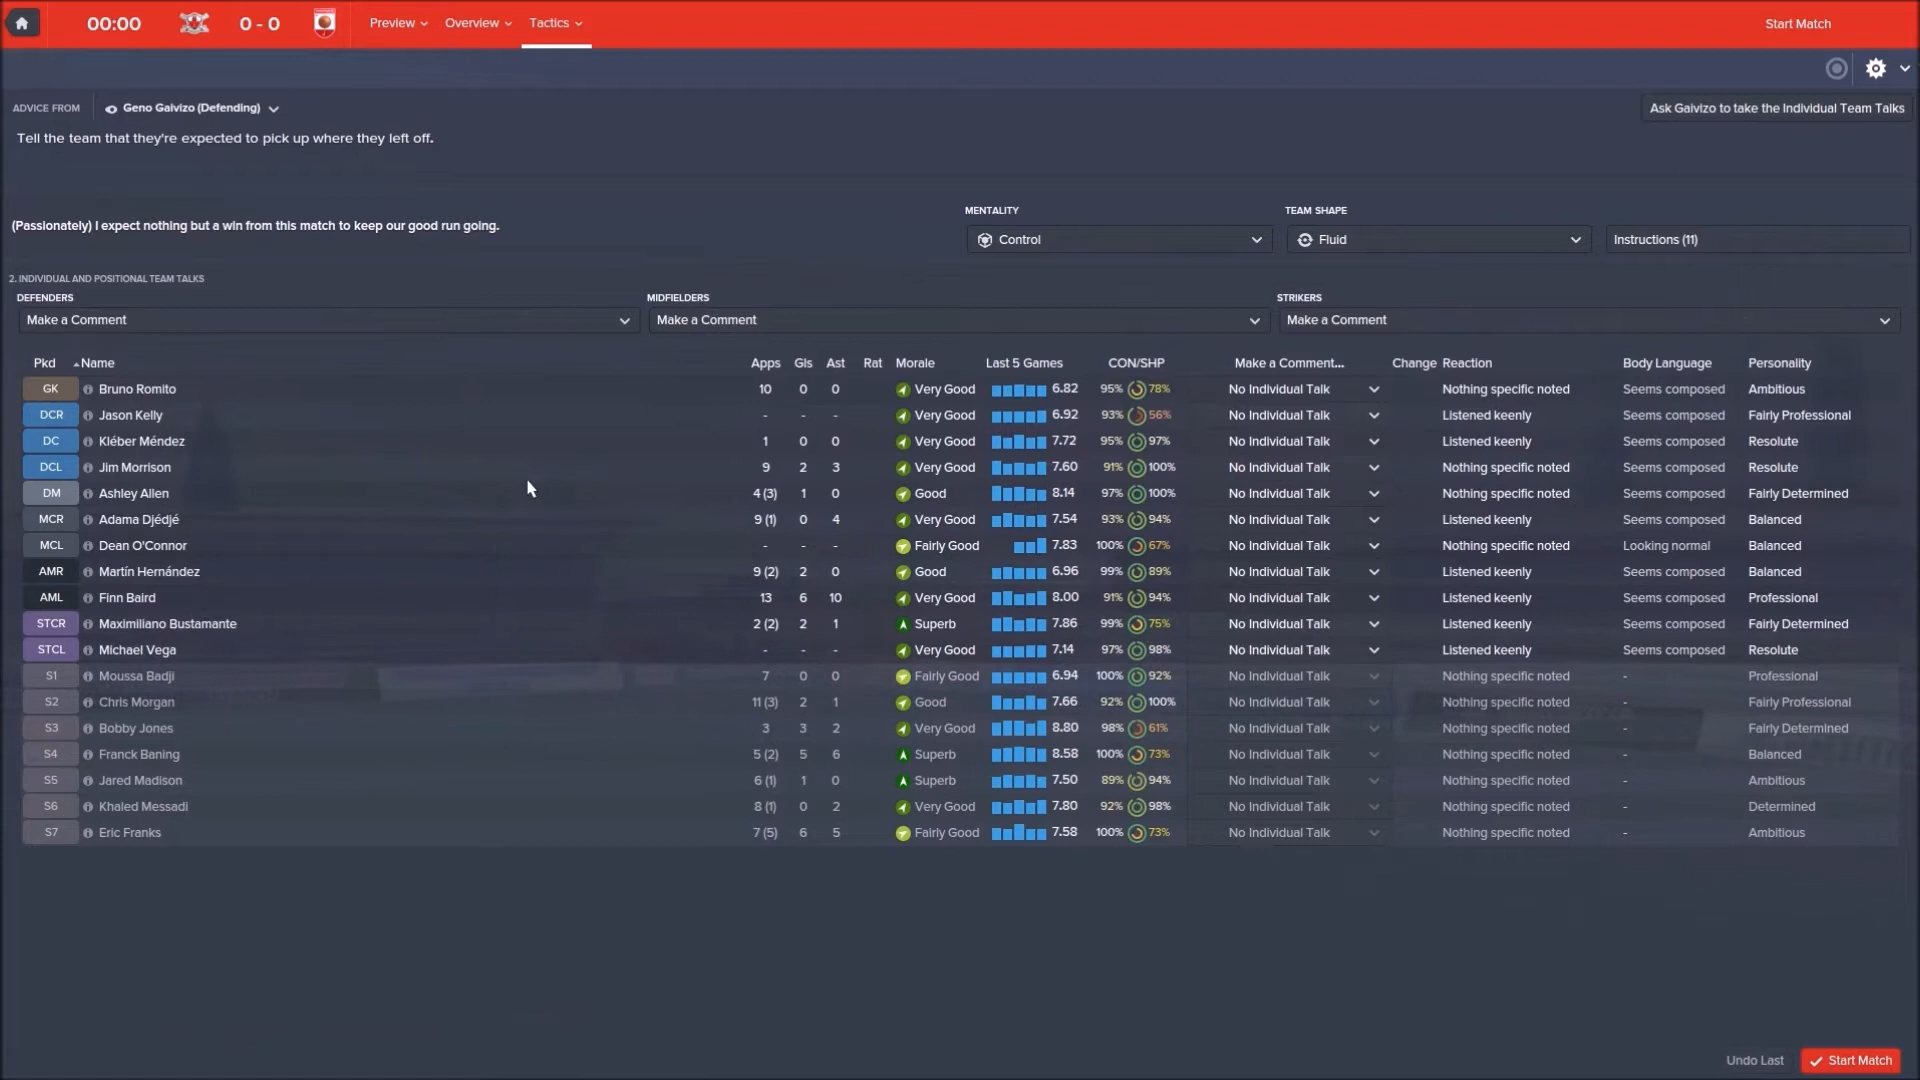 00:00 0 - 0 Preview Overview Tactics Start Match
ADVICE FROM Geno Gaivizo (Defending) Ask Gaivizo to take the Individual Team Talks
Tell the team that they're expected to pick up where they left off.
MENTALITY TEAM SHAPE
(Passionately) I expect nothing but a win from this match to keep our good run going. Control Fluid Instructions (11)
2. INDIVIDUAL AND POSITIONAL TEAM TALKS
DEFENDERS MIDFIELDERS STRIKERS
Make a Comment Make a Comment Make a Comment
Pkd Name Apps Gls Ast Rat Morale Last 5 Games CON/SHP Make a Comment... Change Reaction Body Language Personality
GK Bruno Romito 10 0 0 Very Good 6.82 95% 78% No Individual Talk Nothing specific noted Seems composed Ambitious
DCR Jason Kelly - - - Very Good 6.92 93% 56% No Individual Talk Listened keenly Seems composed Fairly Professional
DC Kléber Méndez 1 0 0 Very Good 7.72 95% 97% No Individual Talk Listened keenly Seems composed Resolute
DCL Jim Morrison 9 2 3 Very Good 7.60 91% 100% No Individual Talk Nothing specific noted Seems composed Resolute
DM Ashley Allen 4 (3) 1 0 Good 8.14 97% 100% No Individual Talk Nothing specific noted Seems composed Fairly Determined
MCR Adama Djédjé 9 (1) 0 4 Very Good 7.54 93% 94% No Individual Talk Listened keenly Seems composed Balanced
MCL Dean O'Connor - - - Fairly Good 7.83 100% 67% No Individual Talk Nothing specific noted Looking normal Balanced
AMR Martín Hernández 9 (2) 2 0 Good 6.96 99% 89% No Individual Talk Listened keenly Seems composed Balanced
AML Finn Baird 13 6 10 Very Good 8.00 91% 94% No Individual Talk Listened keenly Seems composed Professional
STCR Maximiliano Bustamante 2 (2) 2 1 Superb 7.86 99% 75% No Individual Talk Listened keenly Seems composed Fairly Determined
STCL Michael Vega - - - Very Good 7.14 97% 98% No Individual Talk Listened keenly Seems composed Resolute
S1 Moussa Badji 7 0 0 Fairly Good 6.94 100% 92% No Individual Talk Nothing specific noted - Professional
S2 Chris Morgan 11 (3) 2 1 Good 7.66 92% 100% No Individual Talk Nothing specific noted - Fairly Professional
S3 Bobby Jones 3 3 2 Very Good 8.80 98% 61% No Individual Talk Nothing specific noted - Fairly Determined
S4 Franck Baning 5 (2) 5 6 Superb 8.58 100% 73% No Individual Talk Nothing specific noted - Balanced
S5 Jared Madison 6 (1) 1 0 Superb 7.50 89% 94% No Individual Talk Nothing specific noted - Ambitious
S6 Khaled Messadi 8 (1) 0 2 Very Good 7.80 92% 98% No Individual Talk Nothing specific noted - Determined
S7 Eric Franks 7 (5) 6 5 Fairly Good 7.58 100% 73% No Individual Talk Nothing specific noted - Ambitious
Undo Last Start Match